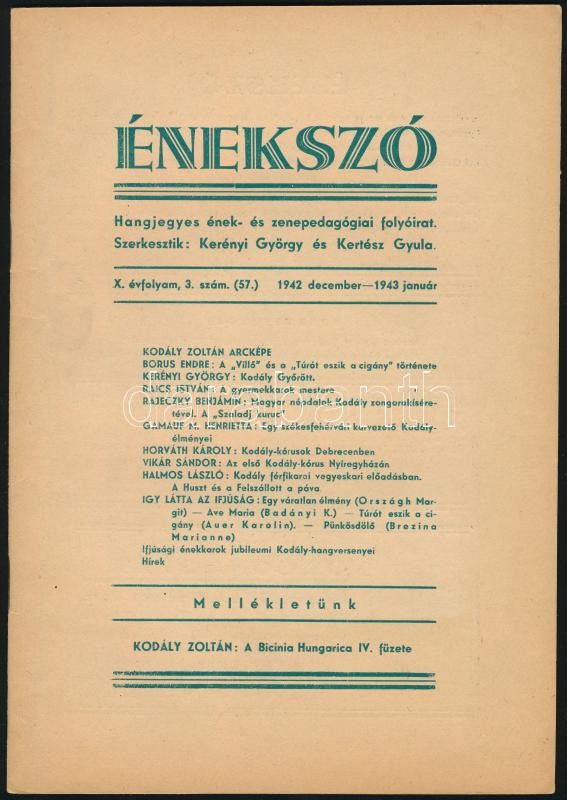 ÉNEKSZÓ
Hangjegyes ének- és zenepedagógiai folyóirat.
Szerkesztik: Kerényi György és Kertész Gyula.
X. évfolyam, 3. szám. (57.) 1942 december—1943 január
KODÁLY ZOLTÁN ARCKÉPE
BORUS ENDRE: A „Villő" és a „Túrót eszik a cigány" története
KERÉNYI GYÖRGY: Kodály Győrött.
RAICS ISTVÁN: A gyermekkarok mestere
RAJECZKY BENJÁMIN: Magyar népdalok Kodály zongorakisére-
tével. A „Szaladj kuruc"
GAMAUF M. HENRIETTA: Egy székesfehérvári karvezető Kodály-
élményei
HORVÁTH KÁROLY: Kodály-kórusok Debrecenben
VIKÁR SÁNDOR: Az első Kodály-kórus Nyíregyházán
HALMOS LÁSZLÓ: Kodály férfikarai vegyeskari előadásban.
A Huszt és a Felszállott a páva
IGY LÁTTA AZ IFJÚSÁG: Egy váratlan élmény (Országh Mar-
git) — Ave Maria (Badányi K.) — Túrót eszik a ci-
gány (Auer Karolin). — Pünkösdölő (Brezina
Marianne)
Ifjúsági énekkarok jubileumi Kodály-hangversenyei
Hírek
Mellékletünk
KODÁLY ZOLTÁN: A Bicinia Hungarica IV. füzete
darabanth